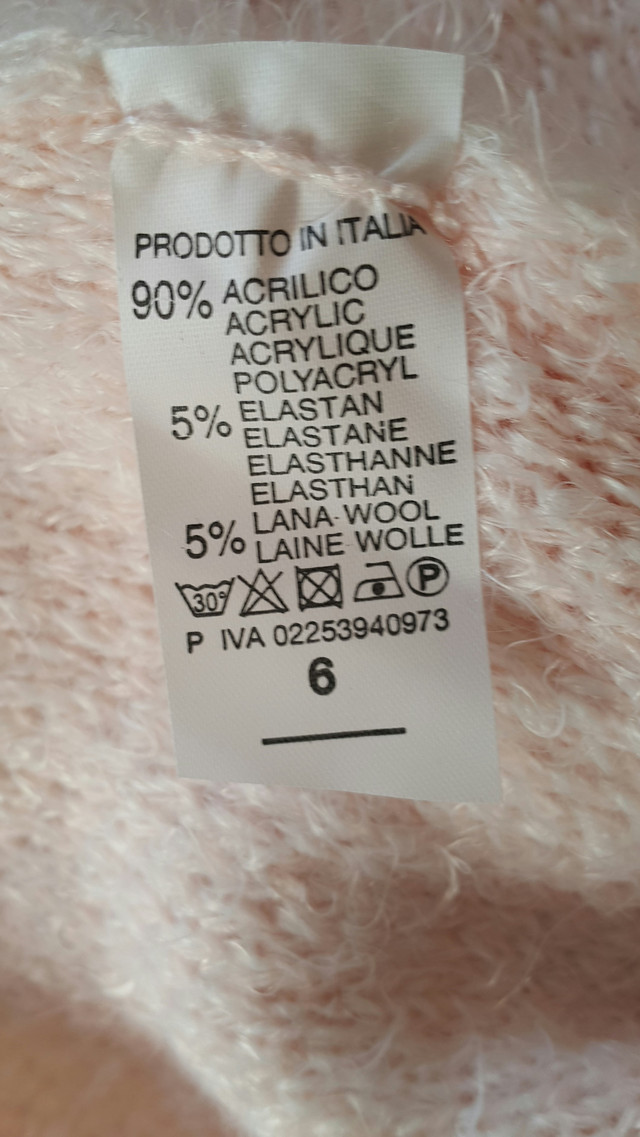 PRODOTTO IN ITALIA
90% ACRILICO
ACRYLIC
ACRYLIQUE
POLYACRYL
5% ELASTAN
ELASTANE
ELASTHANNE
ELASTHAN
5% LANA-WOOL
LAINE WOLLE
30° P
P IVA 02253940973
6